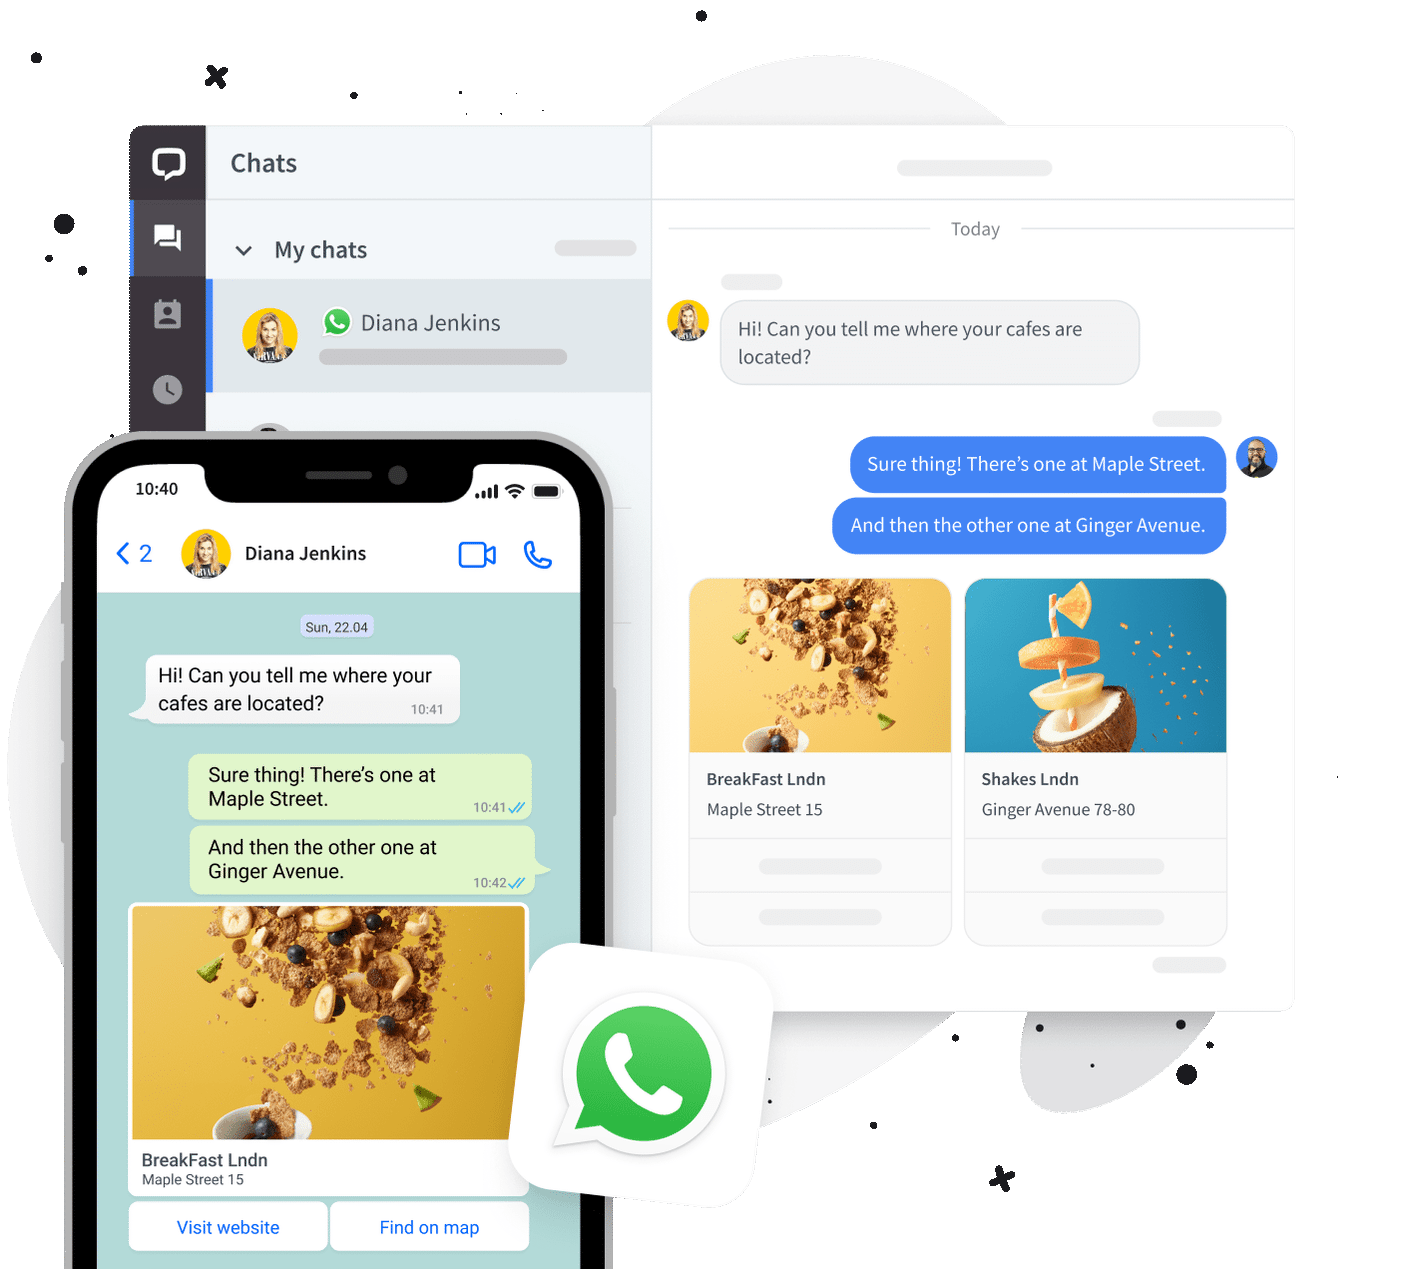 Chats
My chats
Diana Jenkins
Today
Hi! Can you tell me where your cafes are
located?
Sure thing! There’s one at Maple Street.
And then the other one at Ginger Avenue.
BreakFast Lndn
Maple Street 15
Shakes Lndn
Ginger Avenue 78-80
10:40
2
Diana Jenkins
Sun, 22.04
Hi! Can you tell me where your
cafes are located?
10:41
Sure thing! There’s one at
Maple Street.
10:41
And then the other one at
Ginger Avenue.
10:42
BreakFast Lndn
Maple Street 15
Visit website
Find on map